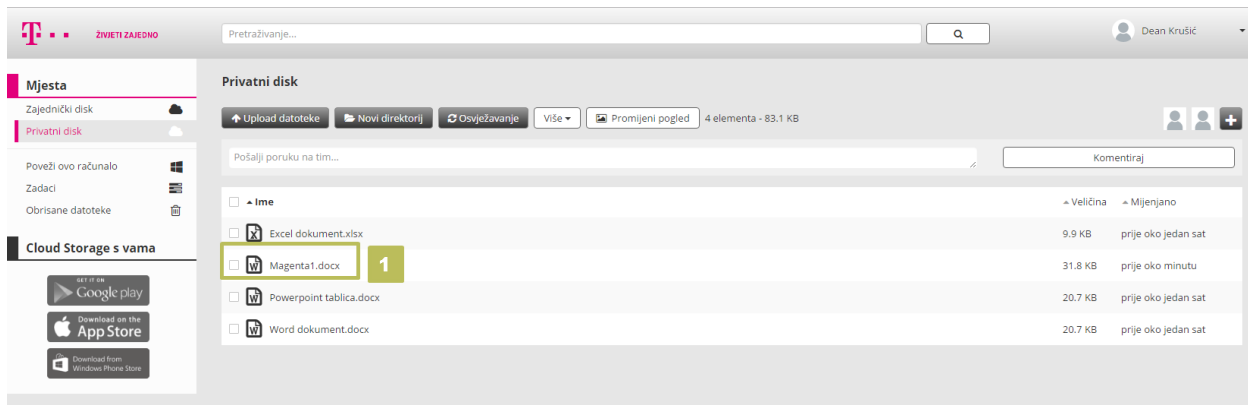 T ŽIVJETI ZAJEDNO
Pretraživanje...
Dean Krušić
Mjesta
Zajednički disk
Privatni disk
Poveži ovo računalo
Zadaci
Obrisane datoteke
Cloud Storage s vama
GET IT ON
Google play
Download on the
App Store
Download from
Windows Phone Store
Privatni disk
Upload datoteke Novi direktorij Osvježavanje Više Promijeni pogled 4 elementa - 83.1 KB
Pošalji poruku na tim... Komentiraj
Ime Veličina Mijenjano
Excel dokument.xlsx 9.9 KB prije oko jedan sat
Magenta1.docx 1 31.8 KB prije oko minutu
Powerpoint tablica.docx 20.7 KB prije oko jedan sat
Word dokument.docx 20.7 KB prije oko jedan sat